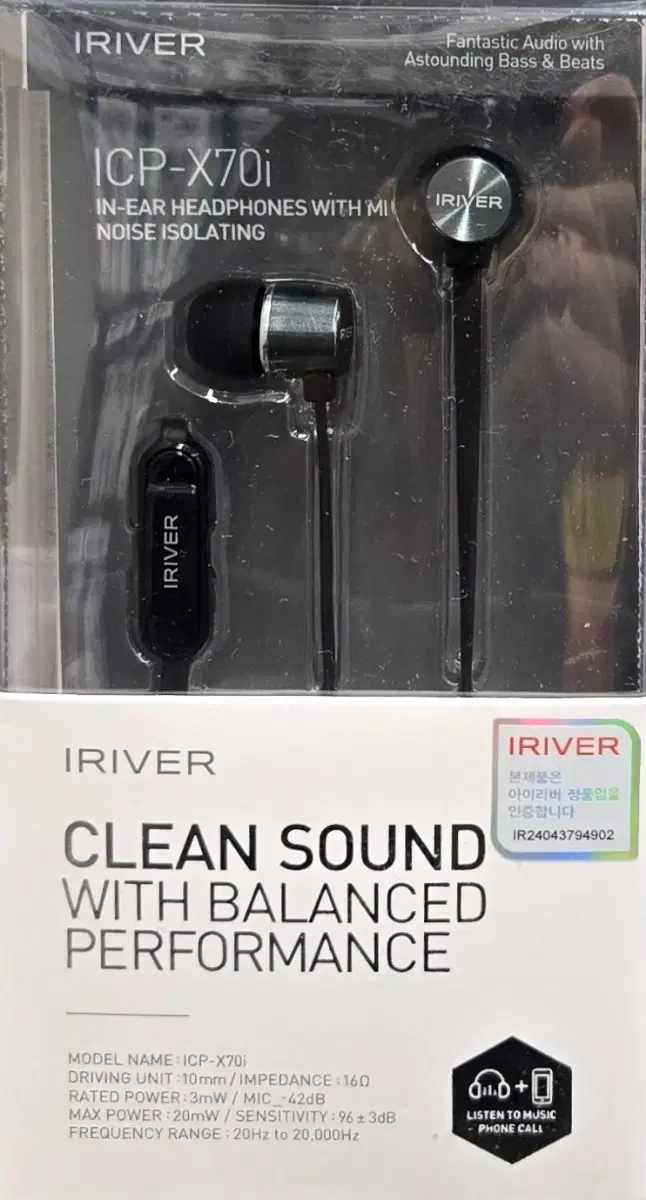 IRIVER
Fantastic Audio with
Astounding Bass & Beats
ICP-X70i
IN-EAR HEADPHONES WITH MI
NOISE ISOLATING
IRIVER
IRIVER
IRIVER
IRIVER
본제품은
아이리버 정품임을
인증합니다
IR24043794902
CLEAN SOUND
WITH BALANCED
PERFORMANCE
MODEL NAME : ICP-X70i
DRIVING UNIT : 10mm / IMPEDANCE : 16Ω
RATED POWER : 3mW / MIC_-42dB
MAX POWER : 20mW / SENSITIVITY : 96 ± 3dB
FREQUENCY RANGE : 20Hz to 20,000Hz
LISTEN TO MUSIC
PHONE CALL